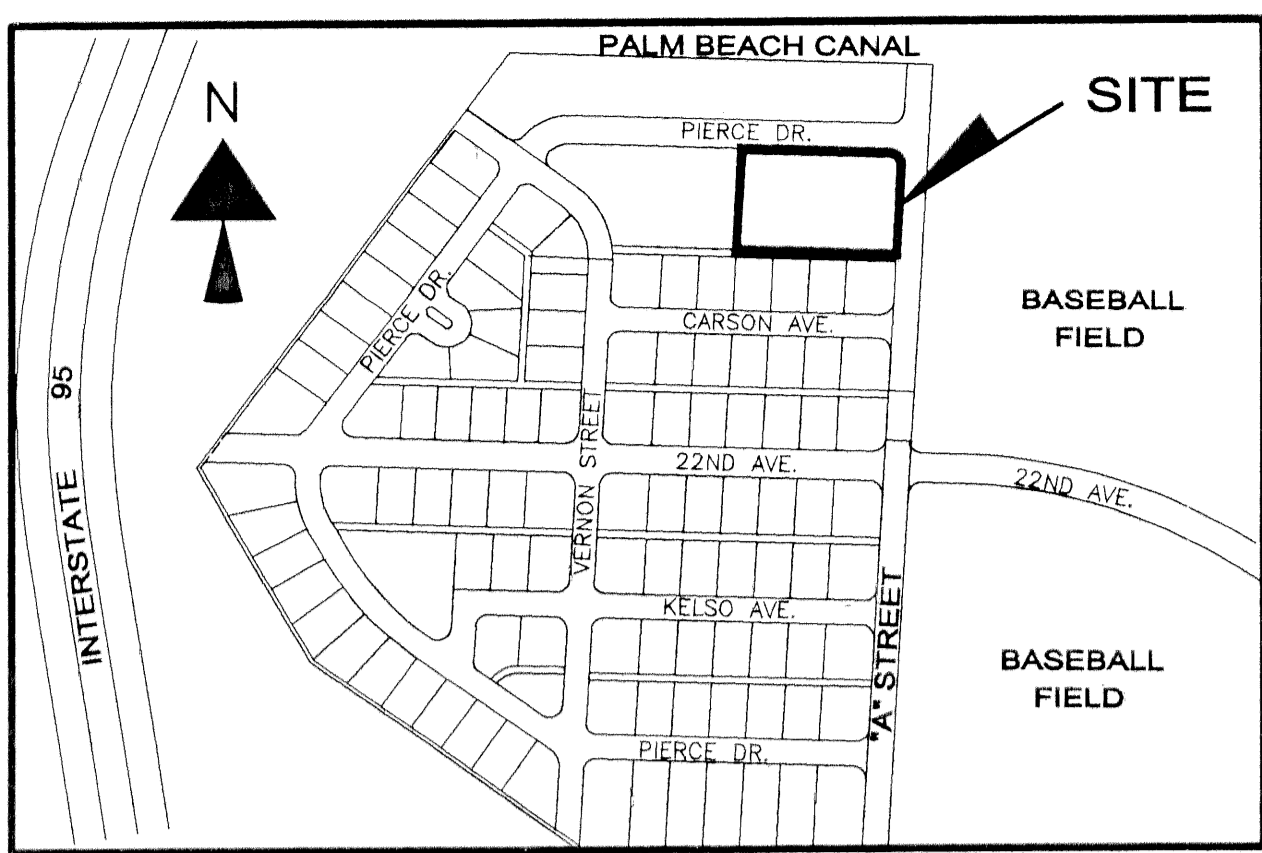 PALM BEACH CANAL
SITE
N
PIERCE DR.
BASEBALL
FIELD
PIERCE DR.
CARSON AVE.
INTERSTATE 95
VERNON STREET
22ND AVE.
22ND AVE.
KELSO AVE.
"A" STREET
BASEBALL
FIELD
PIERCE DR.